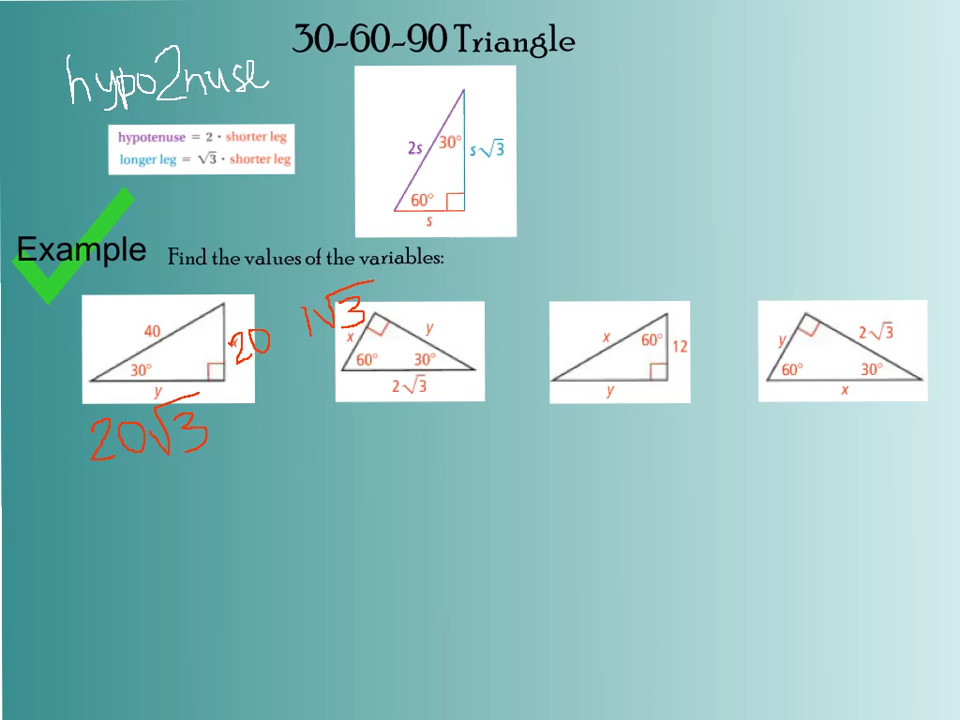 30-60-90 Triangle
hypo2nuse
hypotenuse = 2 · shorter leg
longer leg = √3 · shorter leg
2s 30° s√3
60°
s
Example Find the values of the variables:
40 20
30°
y
20√3
1√3
x y
60° 30°
2√3
x 60° 12
y
y 2√3
60° 30°
x